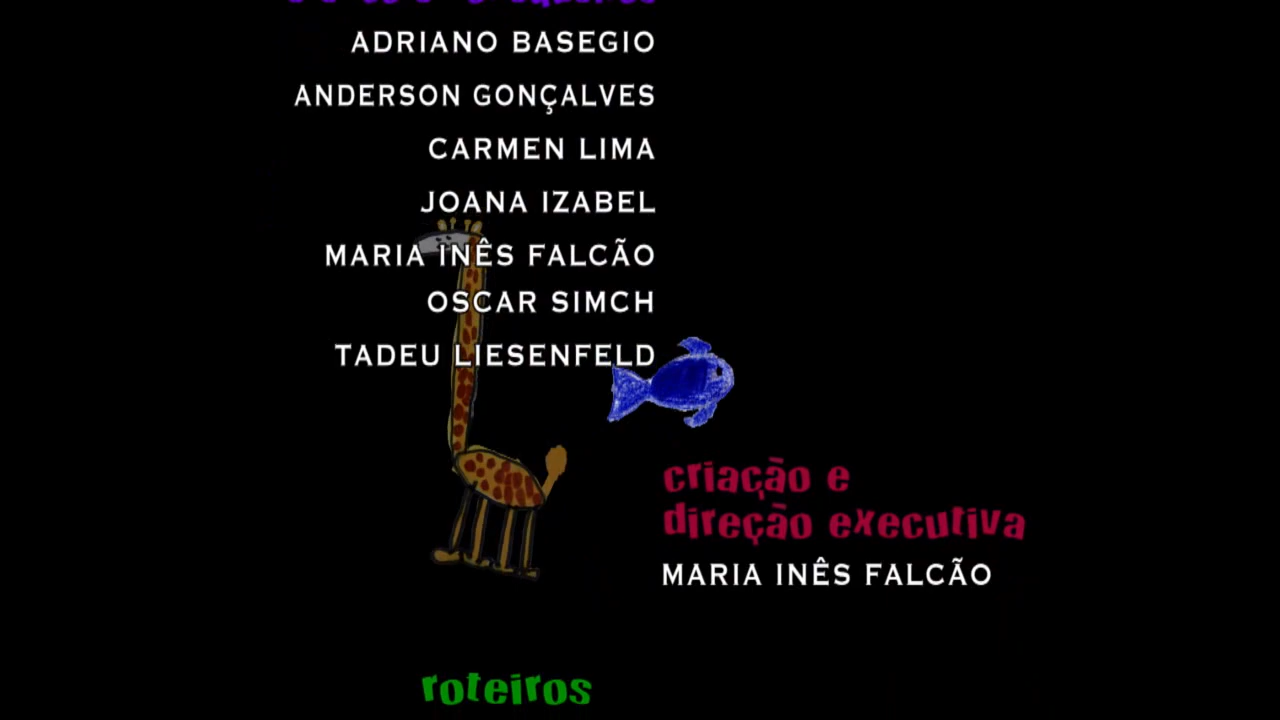 ADRIANO BASEGIO
ANDERSON GONÇALVES
CARMEN LIMA
JOANA IZABEL
MARIA INÊS FALCÃO
OSCAR SIMCH
TADEU LIESENFELD
criação e
direção executiva
MARIA INÊS FALCÃO
roteiros